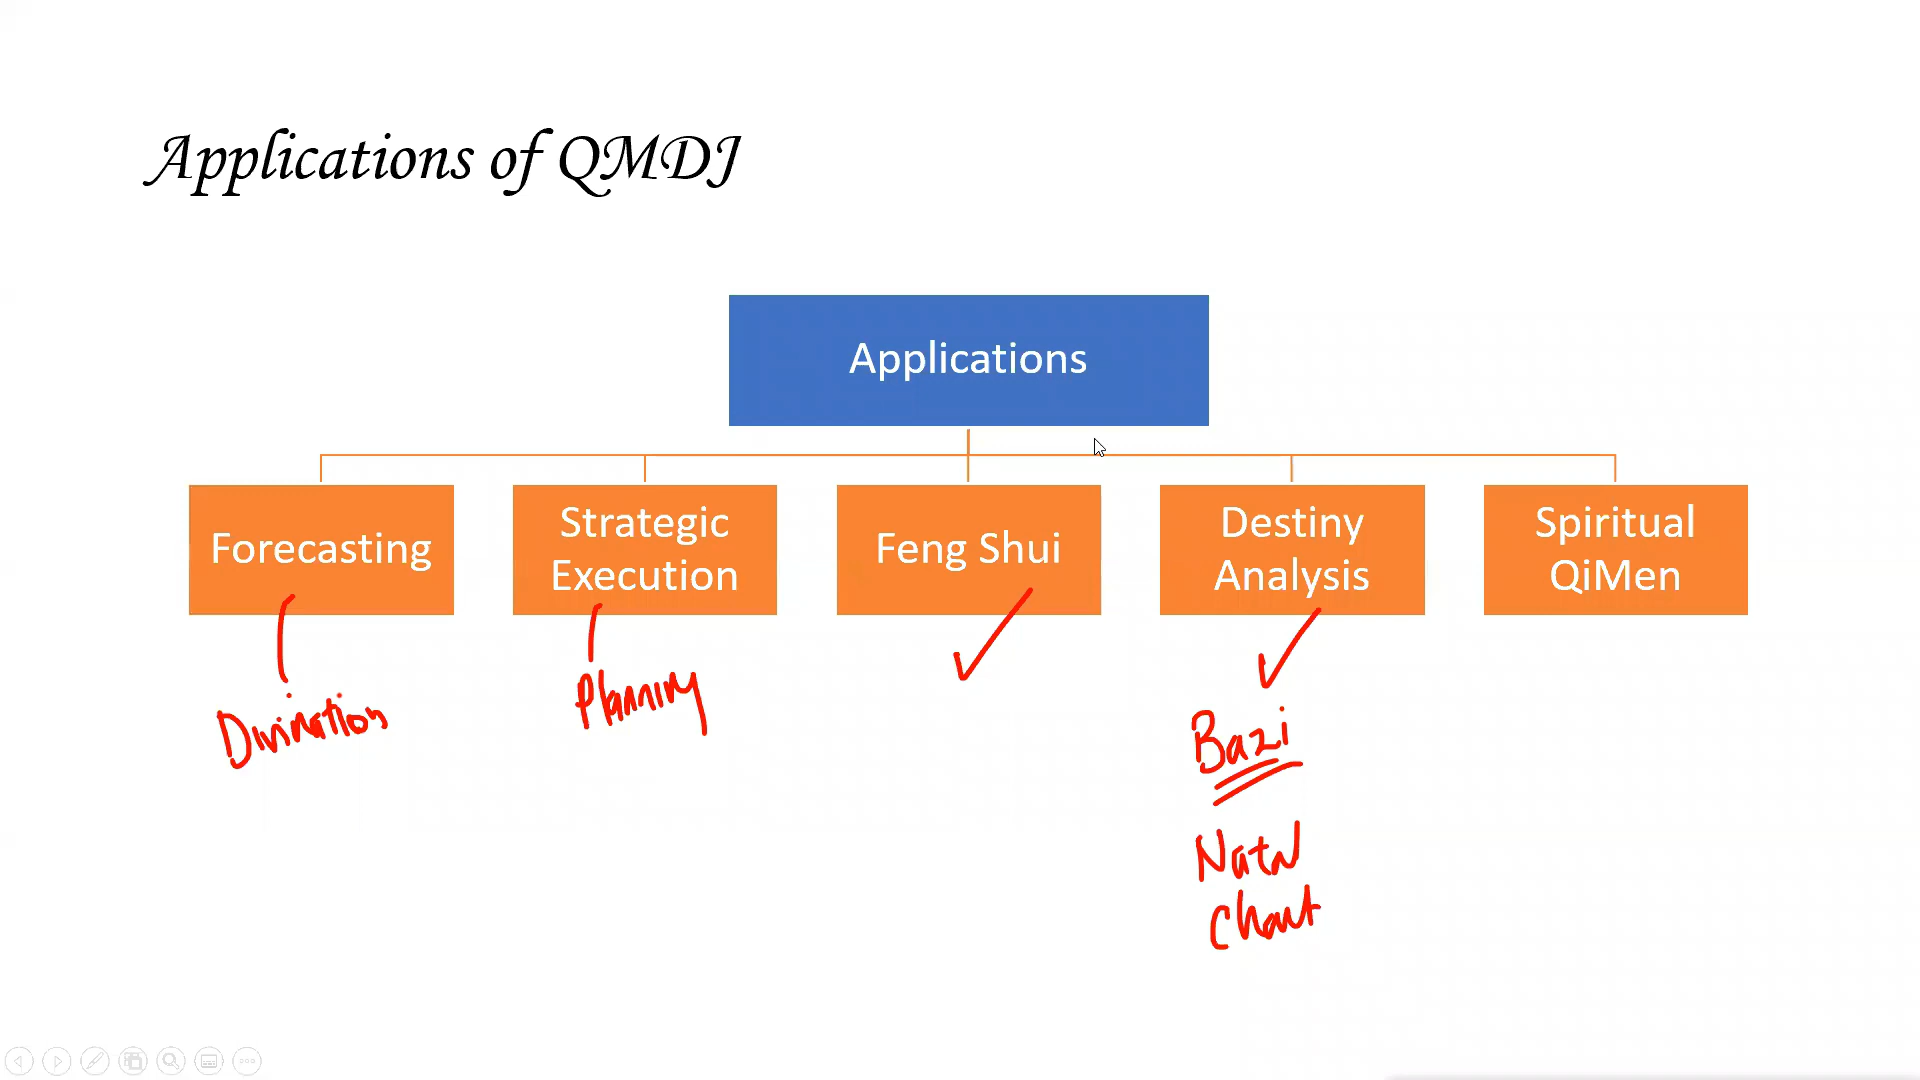 Applications of QMDJ
Applications
Forecasting
Strategic
Execution
Feng Shui
Destiny
Analysis
Spiritual
QiMen
Divination
Planning
Bazi
Natal
Chart